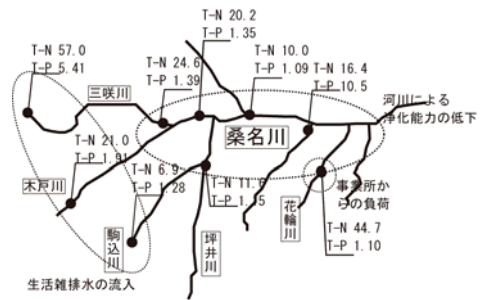 T-N 57.0
T-P 5.41
T-N 24.6
T-P 1.39
T-N 20.2
T-P 1.35
T-N 10.0
T-P 1.09
T-N 16.4
T-P 10.5
三咲川
河川による
浄化能力の低下
桑名川
T-N 21.0
T-P 1.91
T-N 6.9
T-P 1.28
T-N 11.6
T-P 1.15
木戸川
駒込川
坪井川
花輪川
事業所か
らの負荷
T-N 44.7
T-P 1.10
生活雑排水の流入